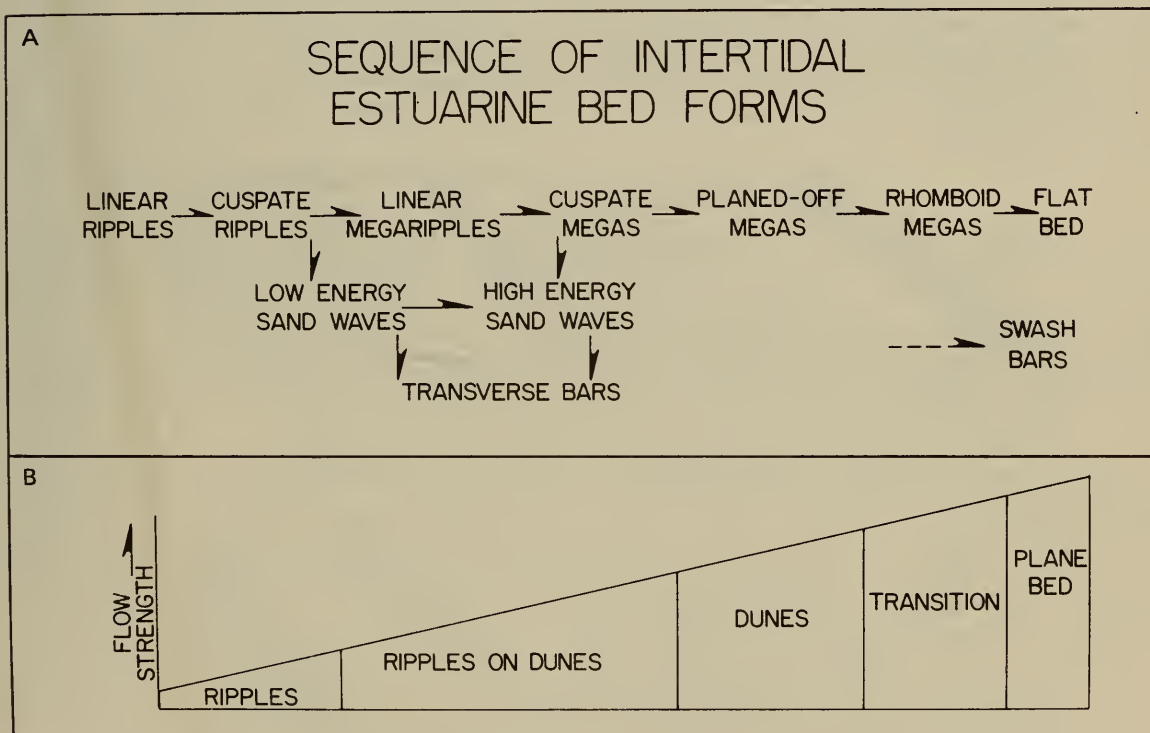 A
SEQUENCE OF INTERTIDAL
ESTUARINE BED FORMS
LINEAR
RIPPLES
CUSPATE
RIPPLES
LINEAR
MEGARIPPLES
CUSPATE
MEGAS
PLANED-OFF
MEGAS
RHOMBOID
MEGAS
FLAT
BED
LOW ENERGY
SAND WAVES
HIGH ENERGY
SAND WAVES
TRANSVERSE BARS
SWASH
BARS
B
FLOW
STRENGTH
RIPPLES
RIPPLES ON DUNES
DUNES
TRANSITION
PLANE
BED